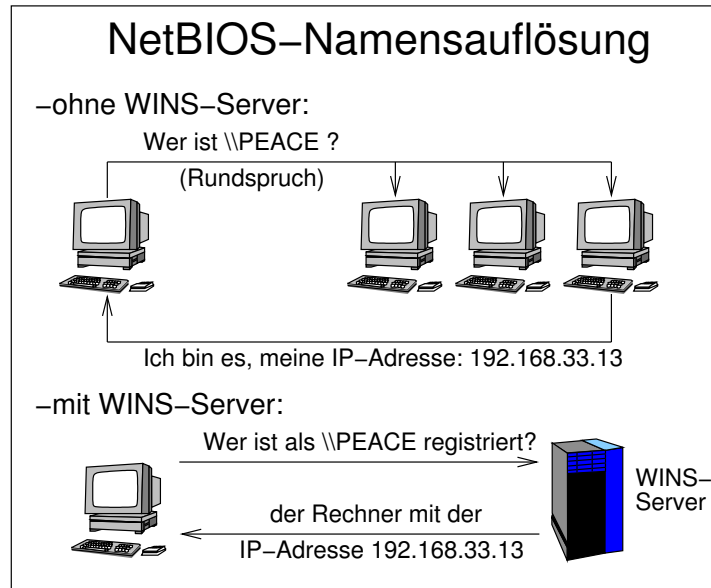 NetBIOS−Namensauflösung
−ohne WINS−Server:
Wer ist \\PEACE ?
(Rundspruch)
Ich bin es, meine IP−Adresse: 192.168.33.13
−mit WINS−Server:
Wer ist als \\PEACE registriert?
WINS−
Server
der Rechner mit der
IP−Adresse 192.168.33.13